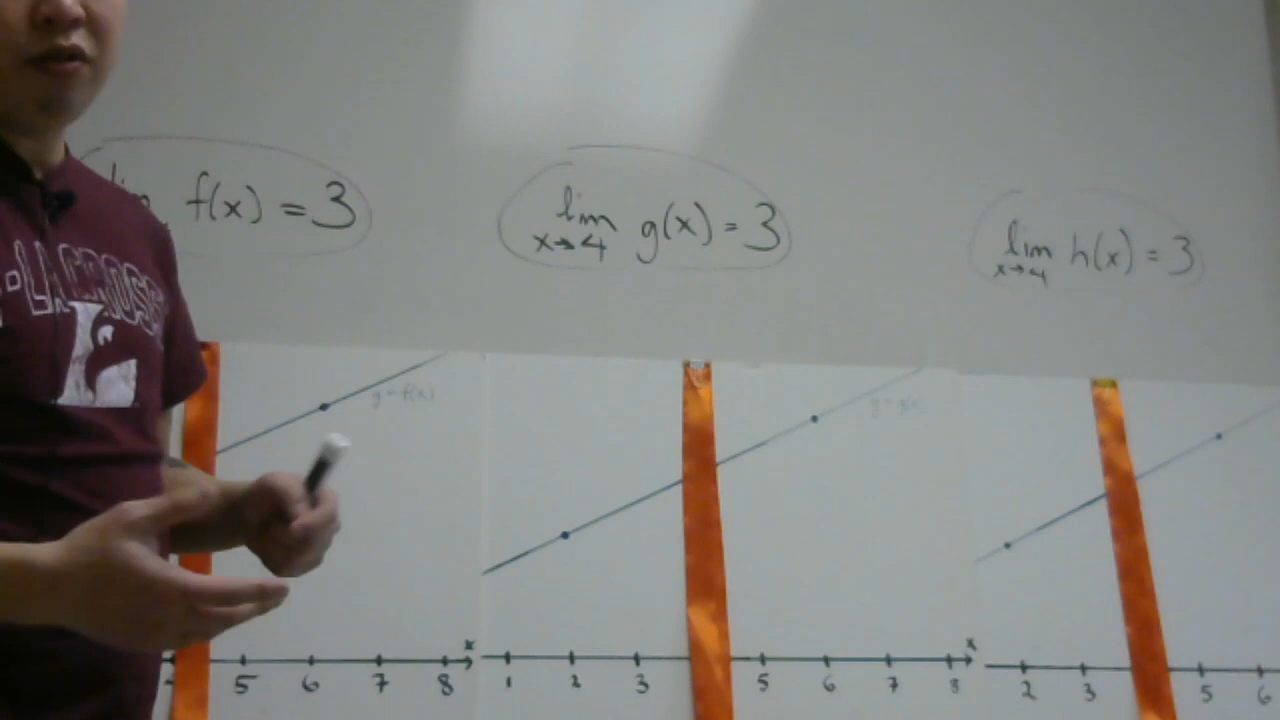 f(x) = 3
lim g(x) = 3
x→4
lim h(x) = 3
x→4
LACROSS
L
y = f(x)
y = g(x)
x
5 6 7 8
x
1 2 3 5 6 7 8
2 3 5 6